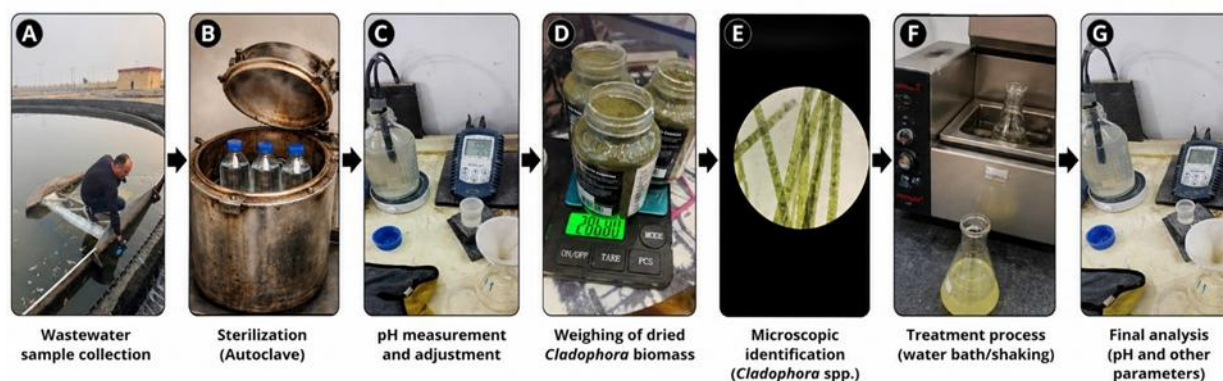 A
B
C
D
E
F
G
ON/OFF
TARE
MODE
PCS
Wastewater
sample collection
Sterilization
(Autoclave)
pH measurement
and adjustment
Weighing of dried
Cladophora biomass
Microscopic
identification
(Cladophora spp.)
Treatment process
(water bath/shaking)
Final analysis
(pH and other
parameters)